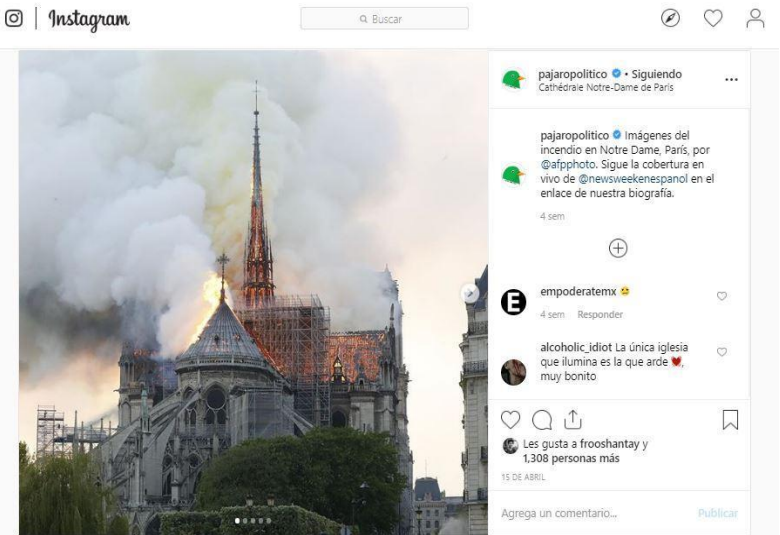 Instagram
Buscar
pajaropolitico • Siguiendo
Cathédrale Notre-Dame de Paris
pajaropolitico Imágenes del
incendio en Notre Dame, París, por
@afpphoto. Sigue la cobertura en
vivo de @newsweekenespanol en el
enlace de nuestra biografía.
4 sem
empoderatemx
4 sem Responder
alcoholic_idiot La única iglesia
que ilumina es la que arde 💓,
muy bonito
Les gusta a frooshantay y
1,308 personas más
15 DE ABRIL
Agrega un comentario...
Publicar